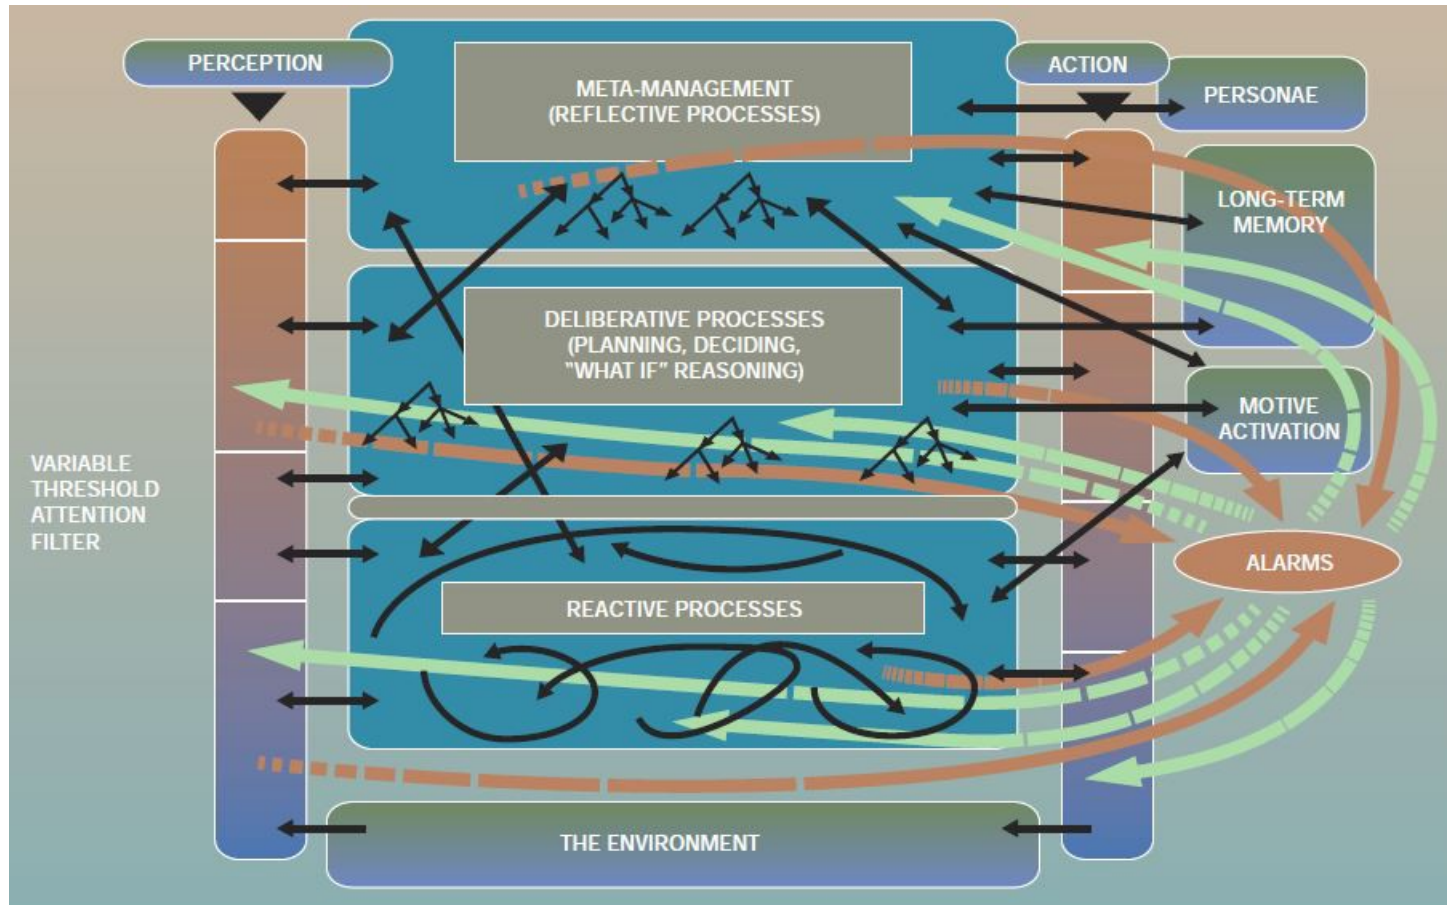 PERCEPTION
META-MANAGEMENT
(REFLECTIVE PROCESSES)
ACTION
PERSONAE
LONG-TERM
MEMORY
DELIBERATIVE PROCESSES
(PLANNING, DECIDING,
"WHAT IF" REASONING)
MOTIVE
ACTIVATION
VARIABLE
THRESHOLD
ATTENTION
FILTER
ALARMS
REACTIVE PROCESSES
THE ENVIRONMENT